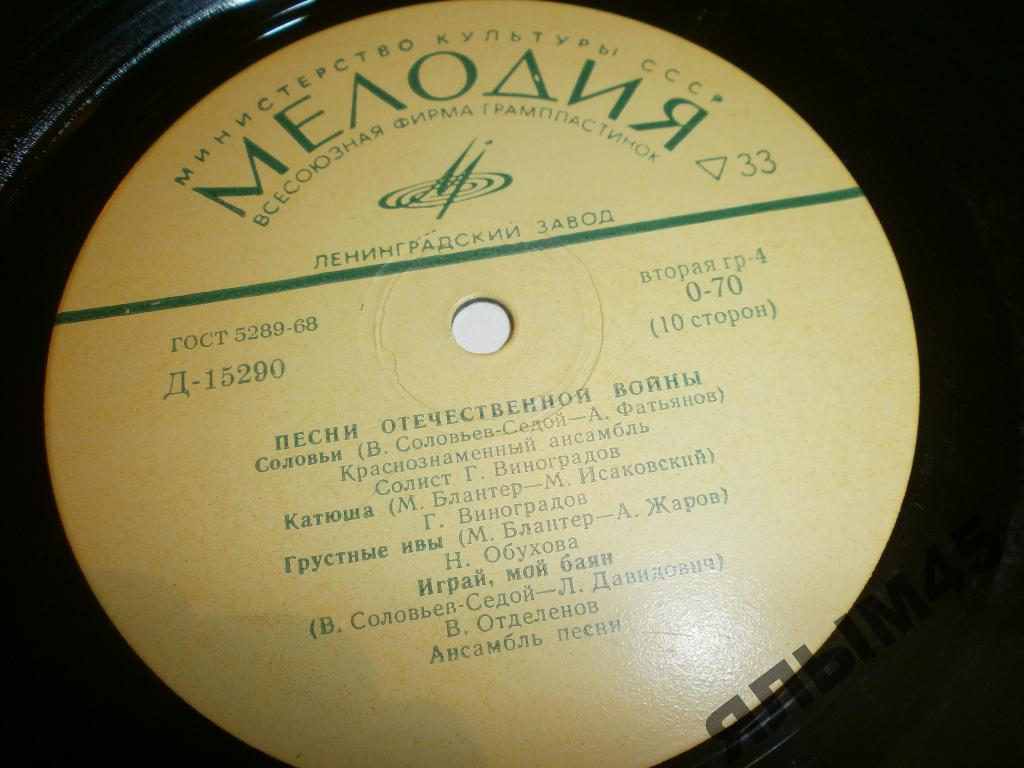 МИНИСТЕРСТВО КУЛЬТУРЫ СССР
МЕЛОДИЯ
ВСЕСОЮЗНАЯ ФИРМА ГРАМПЛАСТИНОК
33
ЛЕНИНГРАДСКИЙ ЗАВОД
ГОСТ 5289-68
Д-15290
вторая гр-4
0-70
(10 сторон)
ПЕСНИ ОТЕЧЕСТВЕННОЙ ВОЙНЫ
Соловьи (В. Соловьев-Седой—А. Фатьянов)
Краснознаменный ансамбль
Солист Г. Виноградов
Катюша (М. Блантер—М. Исаковский)
Г. Виноградов
Грустные ивы (М. Блантер—А. Жаров)
Н. Обухова
Играй, мой баян
(В. Соловьев-Седой—Л. Давидович)
В. Отделенов
Ансамбль песни
ЯЛЫМ45